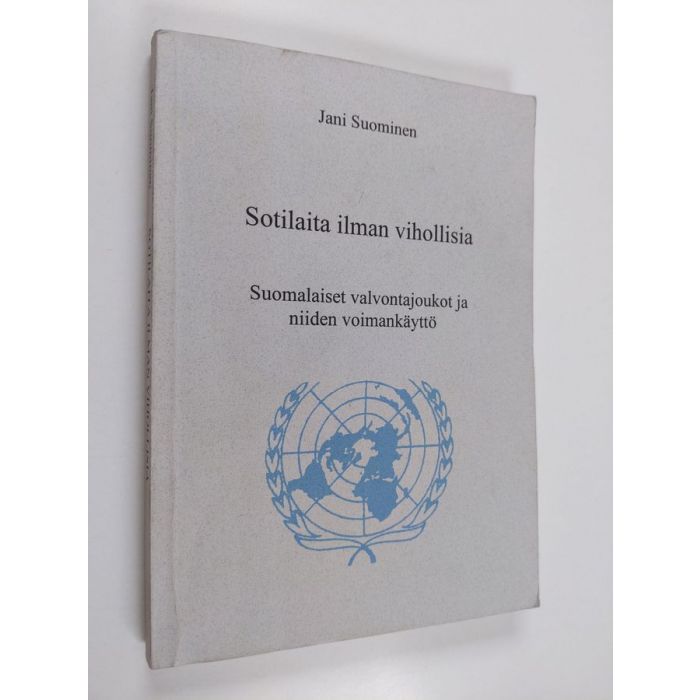 Jani Suominen
Sotilaita ilman vihollisia
Suomalaiset valvontajoukot ja
niiden voimankäyttö